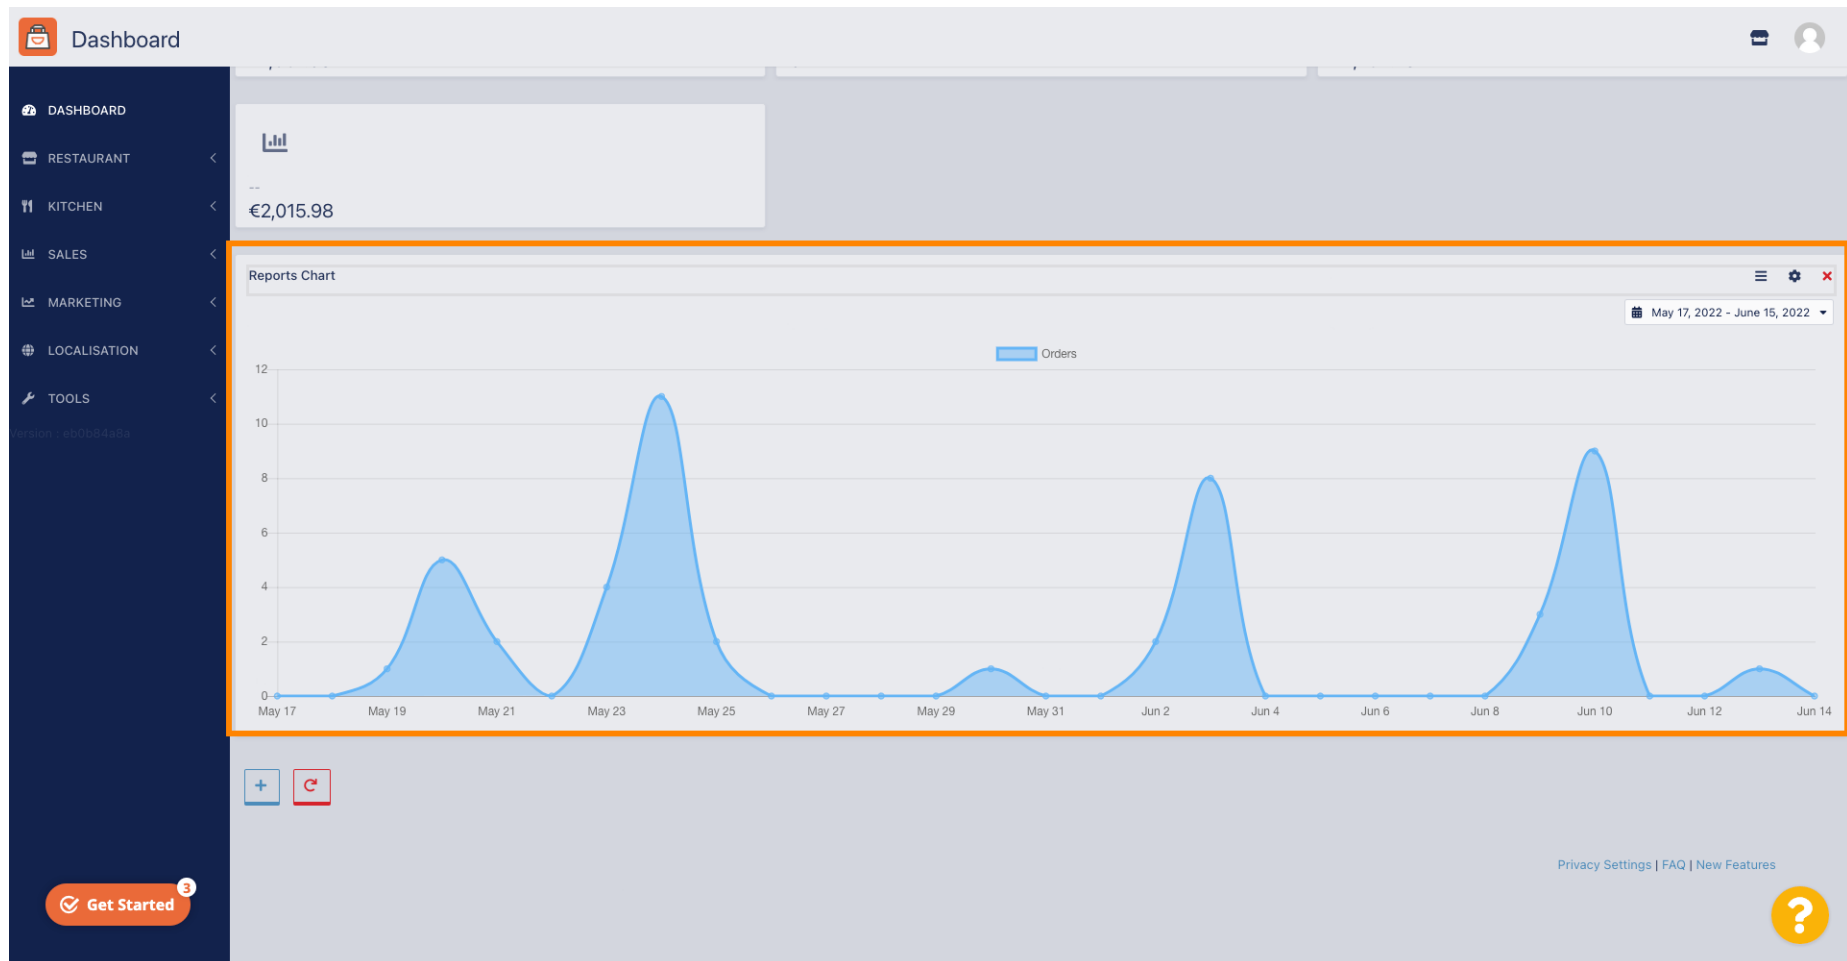 Dashboard
DASHBOARD
RESTAURANT
KITCHEN
SALES
MARKETING
LOCALISATION
TOOLS
Version : eb0b84a8a
--
€2,015.98
Reports Chart
May 17, 2022 - June 15, 2022
Orders
12
10
8
6
4
2
0
May 17 May 19 May 21 May 23 May 25 May 27 May 29 May 31 Jun 2 Jun 4 Jun 6 Jun 8 Jun 10 Jun 12 Jun 14
+
Privacy Settings | FAQ | New Features
3
Get Started
?